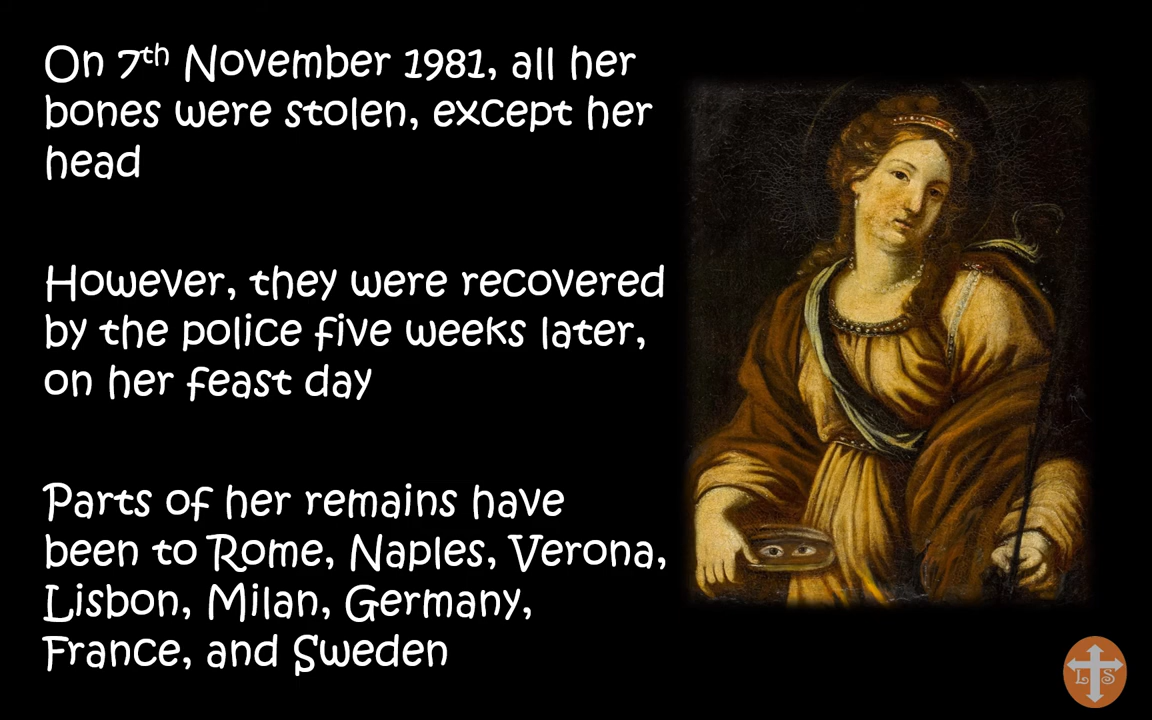 On 7th November 1981, all her
bones were stolen, except her
head
However, they were recovered
by the police five weeks later,
on her feast day
Parts of her remains have
been to Rome, Naples, Verona,
Lisbon, Milan, Germany,
France, and Sweden
L S